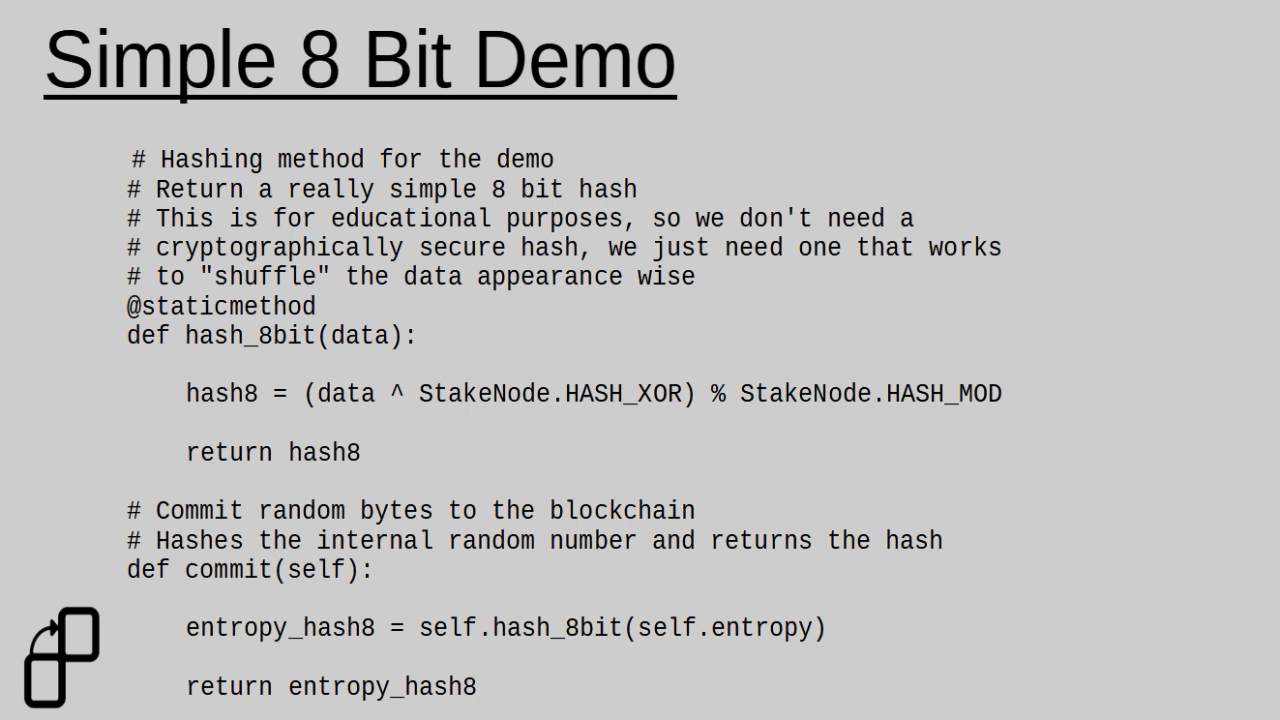 Simple 8 Bit Demo
# Hashing method for the demo
# Return a really simple 8 bit hash
# This is for educational purposes, so we don't need a
# cryptographically secure hash, we just need one that works
# to "shuffle" the data appearance wise
@staticmethod
def hash_8bit(data):
hash8 = (data ^ StakeNode.HASH_XOR) % StakeNode.HASH_MOD
return hash8
# Commit random bytes to the blockchain
# Hashes the internal random number and returns the hash
def commit(self):
entropy_hash8 = self.hash_8bit(self.entropy)
return entropy_hash8